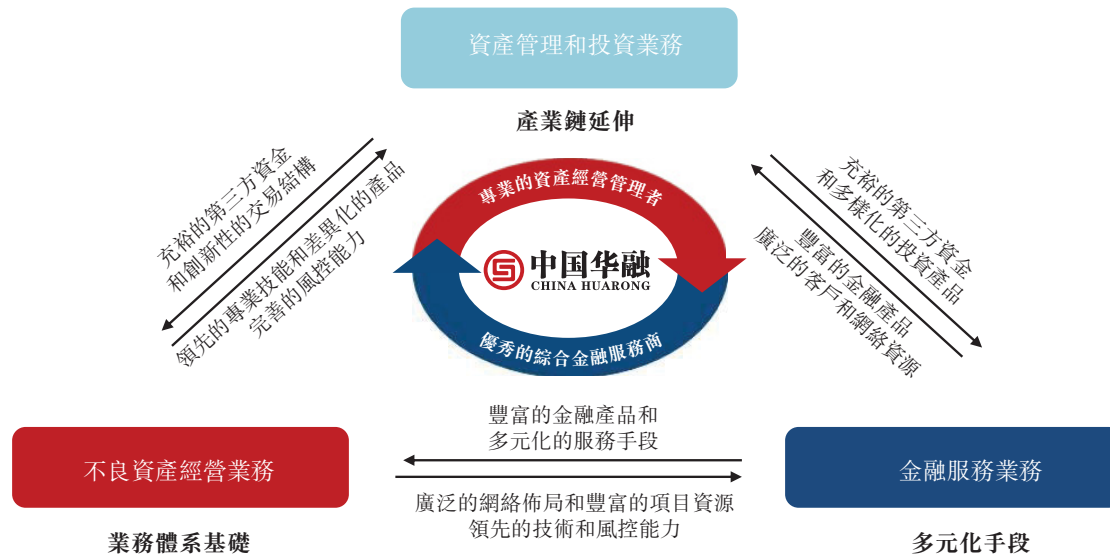 資產管理和投資業務
產業鏈延伸
充裕的第三方資金
和創新性的交易結構
領先的專業技能和差異化的產品
完善的風控能力
專業的資產經營管理者
中国华融
CHINA HUARONG
優秀的綜合金融服務商
充裕的第三方資金
和多樣化的投資產品
豐富的金融產品
廣泛的客戶和網絡資源
豐富的金融產品和
多元化的服務手段
不良資產經營業務
金融服務業務
廣泛的網絡佈局和豐富的項目資源
領先的技術和風控能力
業務體系基礎
多元化手段